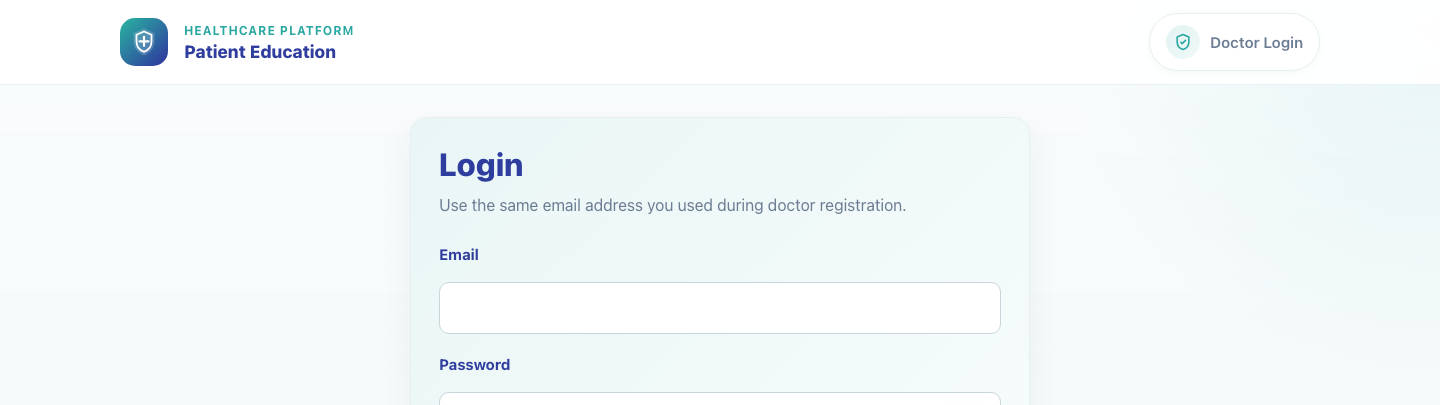 HEALTHCARE PLATFORM
Patient Education
Doctor Login
Login
Use the same email address you used during doctor registration.
Email
Password